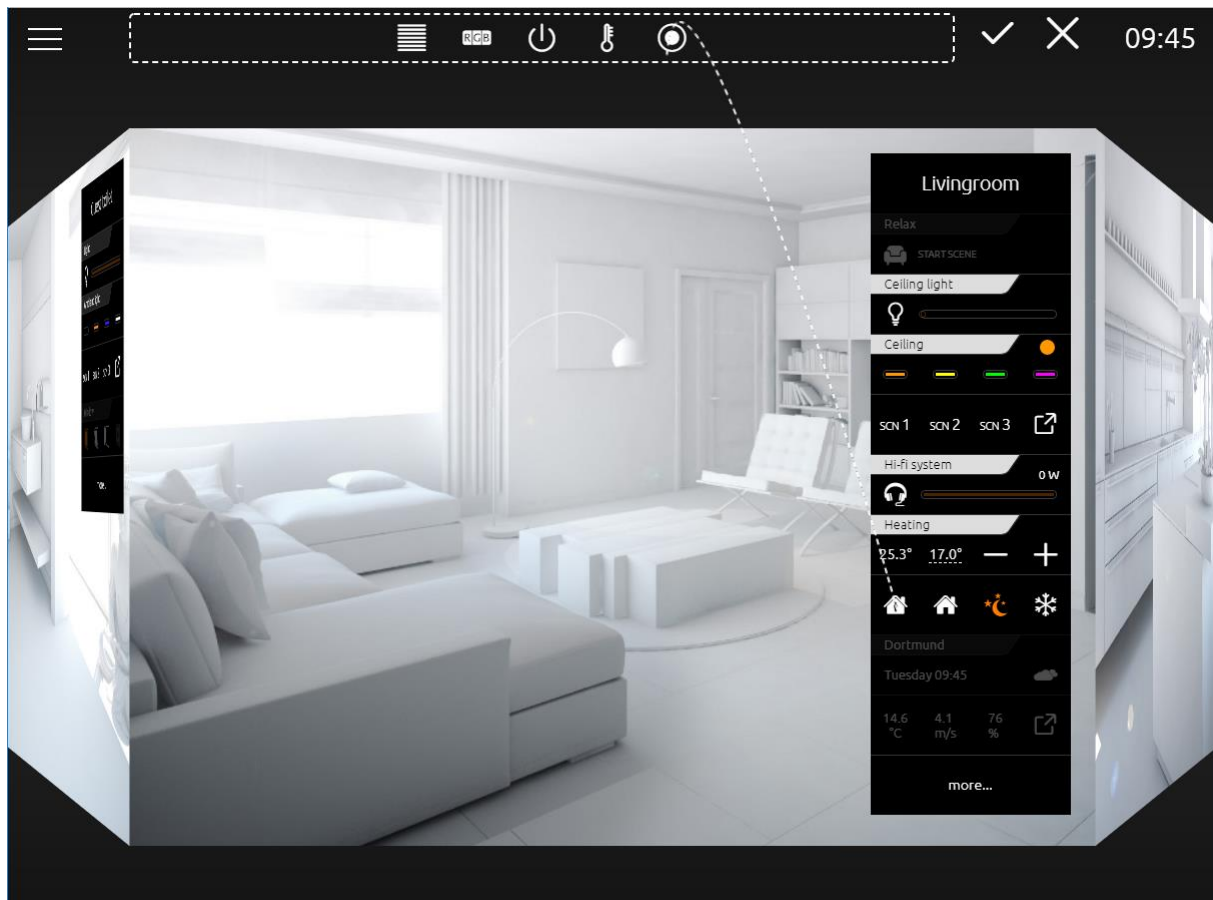 RGB
09:45
Livingroom
Relax
START SCENE
Ceiling light
Ceiling
SCN 1 SCN 2 SCN 3
Hi-fi system
0 W
Heating
25.3° 17.0°
Dortmund
Tuesday 09:45
14.6 4.1 76
°C m/s %
more...